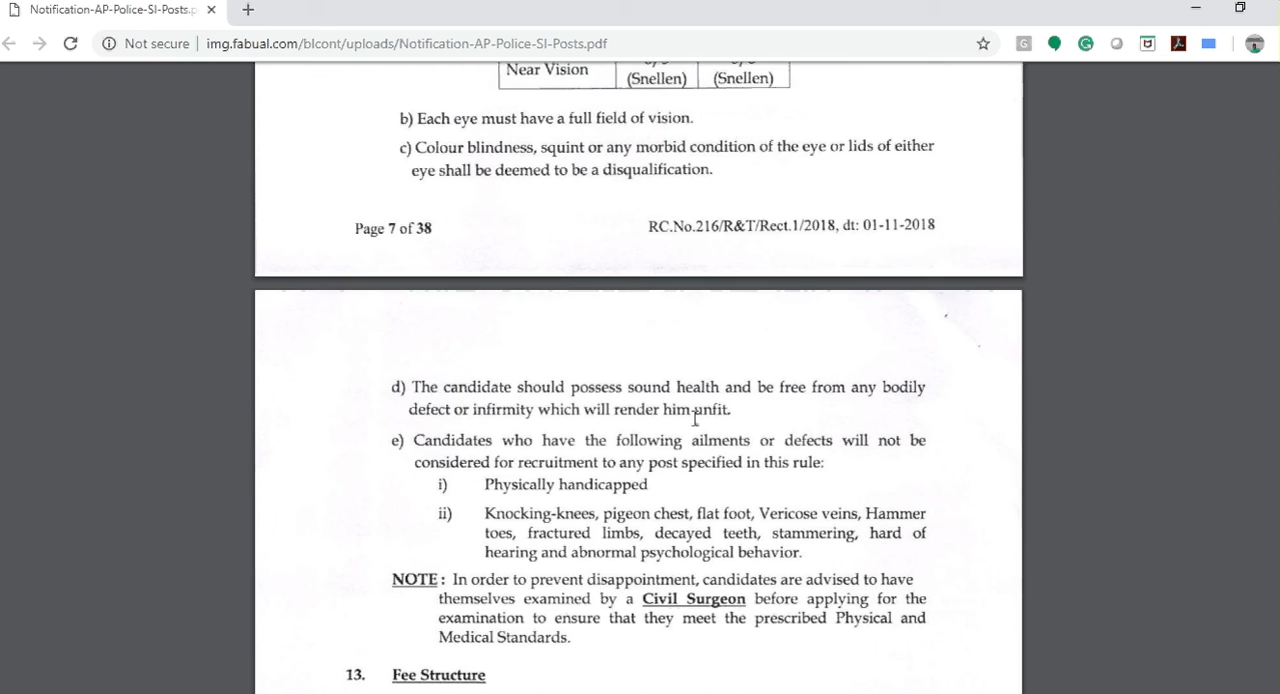 Notification-AP-Police-SI-Posts.p
Not secure | img.fabual.com/blcont/uploads/Notification-AP-Police-SI-Posts.pdf
Near Vision
(Snellen) (Snellen)
b) Each eye must have a full field of vision.
c) Colour blindness, squint or any morbid condition of the eye or lids of either
eye shall be deemed to be a disqualification.
Page 7 of 38 RC.No.216/R&T/Rect.1/2018, dt: 01-11-2018
d) The candidate should possess sound health and be free from any bodily
defect or infirmity which will render him unfit.
e) Candidates who have the following ailments or defects will not be
considered for recruitment to any post specified in this rule:
i) Physically handicapped
ii) Knocking-knees, pigeon chest, flat foot, Vericose veins, Hammer
toes, fractured limbs, decayed teeth, stammering, hard of
hearing and abnormal psychological behavior.
NOTE : In order to prevent disappointment, candidates are advised to have
themselves examined by a Civil Surgeon before applying for the
examination to ensure that they meet the prescribed Physical and
Medical Standards.
13. Fee Structure